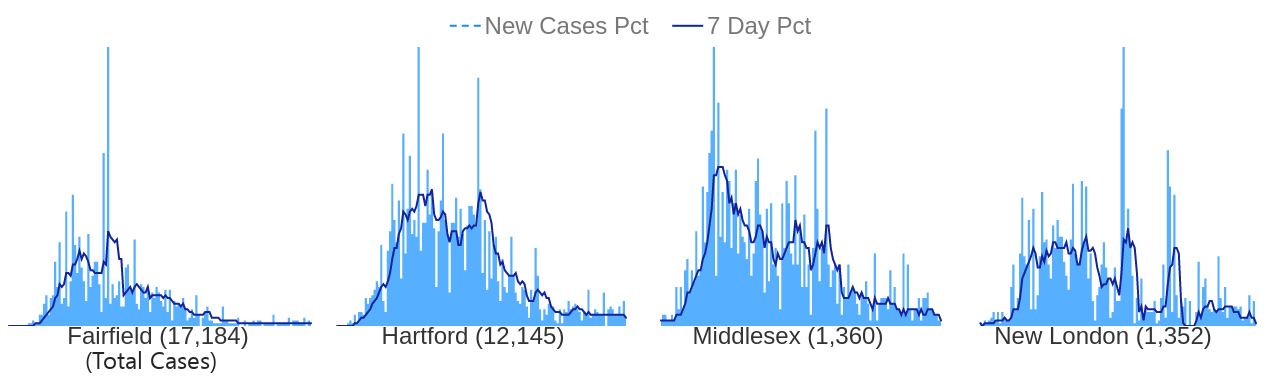 New Cases Pct 7 Day Pct
Fairfield (17,184) Hartford (12,145) Middlesex (1,360) New London (1,352)
(Total Cases)